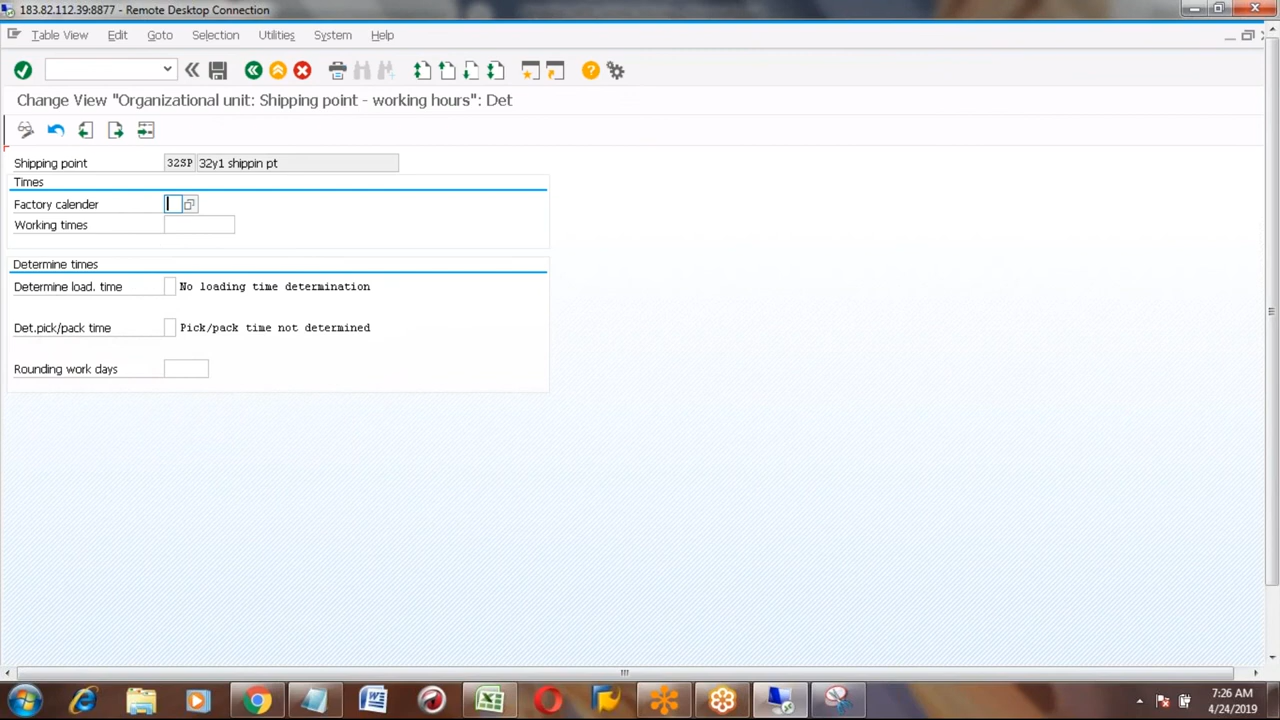 183.82.112.39:8877 - Remote Desktop Connection
Table View Edit Goto Selection Utilities System Help
Change View "Organizational unit: Shipping point - working hours": Det
Shipping point 32SP 32y1 shippin pt
Times
Factory calender
Working times
Determine times
Determine load. time No loading time determination
Det.pick/pack time Pick/pack time not determined
Rounding work days
7:26 AM
4/24/2019